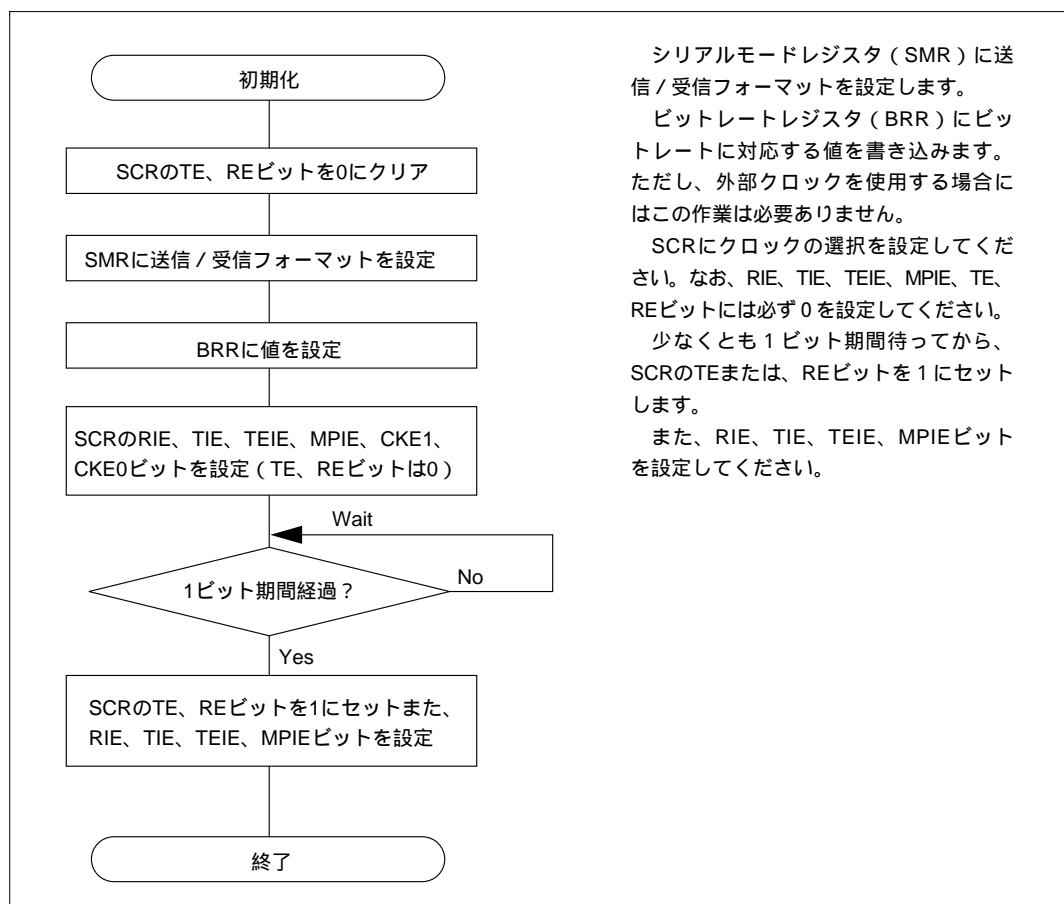 初期化
SCRのTE、REビットを0にクリア
SMRに送信／受信フォーマットを設定
BRRに値を設定
SCRのRIE、TIE、TEIE、MPIE、CKE1、
CKE0ビットを設定（TE、REビットは0）
Wait
1ビット期間経過？
No
Yes
SCRのTE、REビットを1にセットまた、
RIE、TIE、TEIE、MPIEビットを設定
終了
シリアルモードレジスタ（SMR）に送
信／受信フォーマットを設定します。
ビットレートレジスタ（BRR）にビッ
トレートに対応する値を書き込みます。
ただし、外部クロックを使用する場合に
はこの作業は必要ありません。
SCRにクロックの選択を設定してくだ
さい。なお、RIE、TIE、TEIE、MPIE、TE、
REビットには必ず０を設定してください。
少なくとも１ビット期間待ってから、
SCRのTEまたは、REビットを１にセット
します。
また、RIE、TIE、TEIE、MPIEビット
を設定してください。